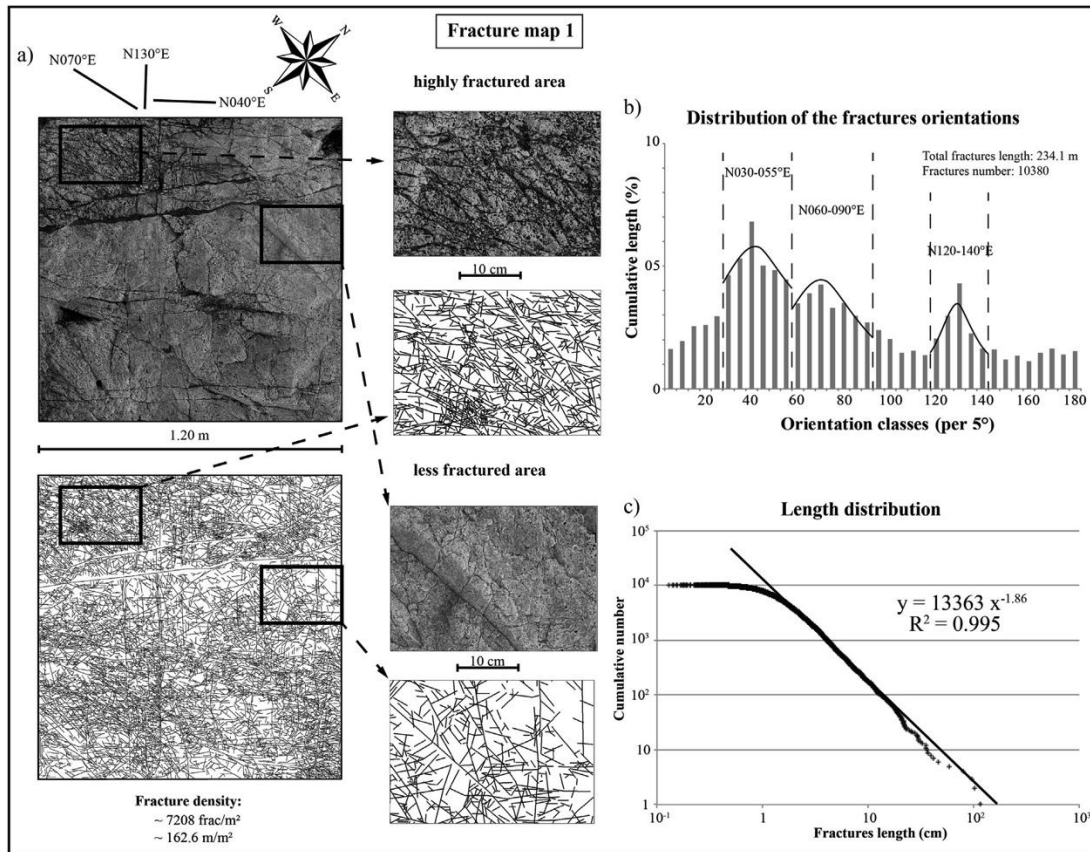 Fracture map 1
a)
N070°E
N130°E
N040°E
W
N
S
E
1.20 m
Fracture density:
~ 7208 frac/m²
~ 162.6 m/m²
highly fractured area
10 cm
less fractured area
10 cm
b)
Distribution of the fractures orientations
Total fractures length: 234.1 m
Fractures number: 10380
N030-055°E
N060-090°E
N120-140°E
Cumulative length (%)
10
05
0
20 40 60 80 100 120 140 160 180
Orientation classes (per 5°)
c)
Length distribution
y = 13363 x⁻¹·⁸⁶
R² = 0.995
Cumulative number
10⁵
10⁴
10³
10²
10
1
10⁻¹ 1 10 10² 10³
Fractures length (cm)